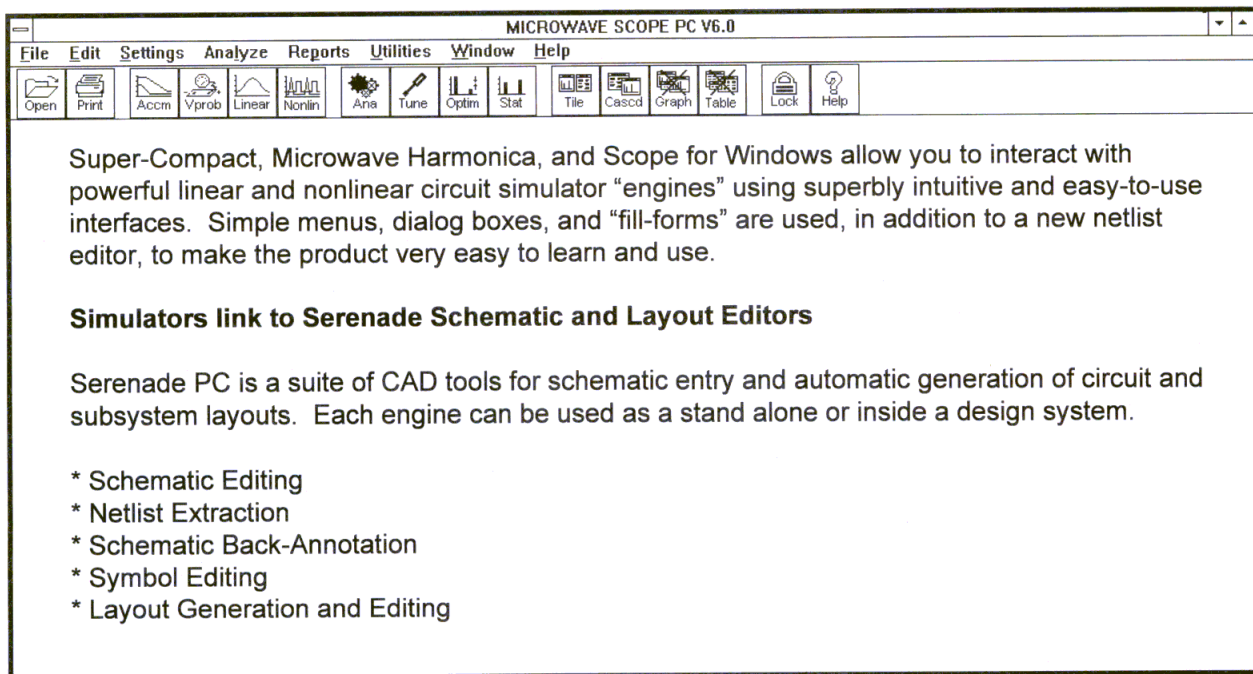 MICROWAVE SCOPE PC V6.0
File Edit Settings Analyze Reports Utilities Window Help
Open Print Accm Vprob Linear Nonlin Ana Tune Optim Stat Tile Cascd Graph Table Lock Help
Super-Compact, Microwave Harmonica, and Scope for Windows allow you to interact with
powerful linear and nonlinear circuit simulator “engines” using superbly intuitive and easy-to-use
interfaces. Simple menus, dialog boxes, and “fill-forms” are used, in addition to a new netlist
editor, to make the product very easy to learn and use.
Simulators link to Serenade Schematic and Layout Editors
Serenade PC is a suite of CAD tools for schematic entry and automatic generation of circuit and
subsystem layouts. Each engine can be used as a stand alone or inside a design system.
* Schematic Editing
* Netlist Extraction
* Schematic Back-Annotation
* Symbol Editing
* Layout Generation and Editing